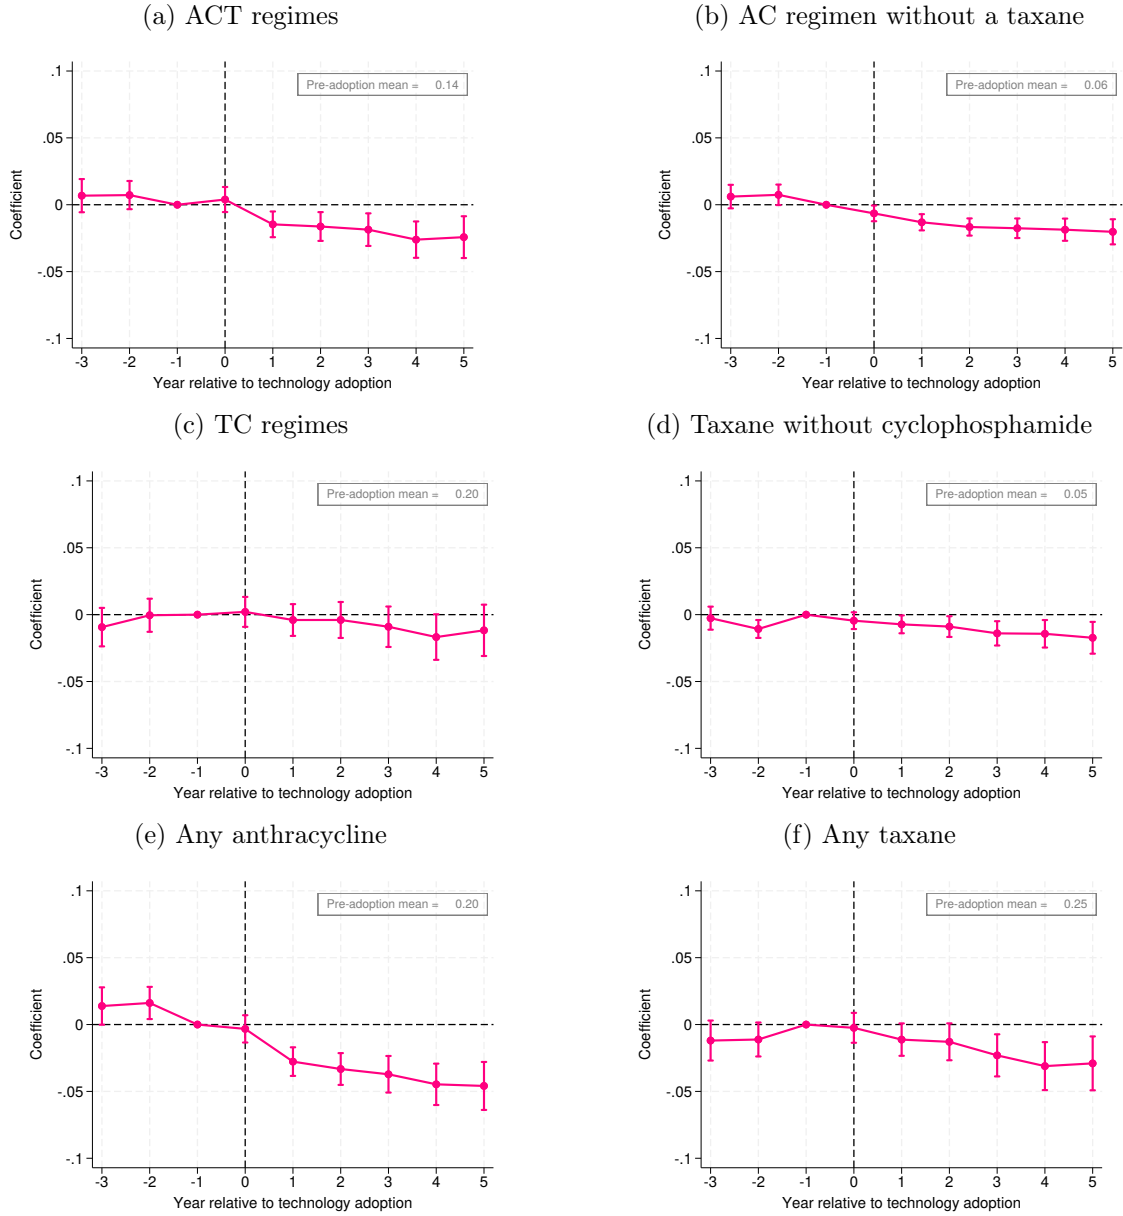 (a) ACT regimes
.1
.05
0
-.05
-.1
Coefficient
Pre-adoption mean = 0.14
-3 -2 -1 0 1 2 3 4 5
Year relative to technology adoption
(b) AC regimen without a taxane
.1
.05
0
-.05
-.1
Coefficient
Pre-adoption mean = 0.06
-3 -2 -1 0 1 2 3 4 5
Year relative to technology adoption
(c) TC regimes
.1
.05
0
-.05
-.1
Coefficient
Pre-adoption mean = 0.20
-3 -2 -1 0 1 2 3 4 5
Year relative to technology adoption
(d) Taxane without cyclophosphamide
.1
.05
0
-.05
-.1
Coefficient
Pre-adoption mean = 0.05
-3 -2 -1 0 1 2 3 4 5
Year relative to technology adoption
(e) Any anthracycline
.1
.05
0
-.05
-.1
Coefficient
Pre-adoption mean = 0.20
-3 -2 -1 0 1 2 3 4 5
Year relative to technology adoption
(f) Any taxane
.1
.05
0
-.05
-.1
Coefficient
Pre-adoption mean = 0.25
-3 -2 -1 0 1 2 3 4 5
Year relative to technology adoption